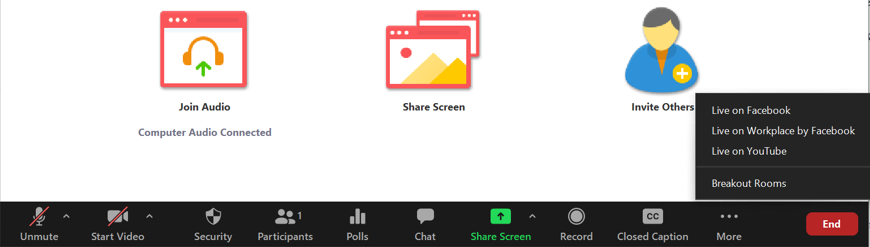 Join Audio
Share Screen
Invite Others
Computer Audio Connected
Live on Facebook
Live on Workplace by Facebook
Live on YouTube
Breakout Rooms
Unmute
Start Video
Security
Participants
1
Polls
Chat
Share Screen
Record
CC
Closed Caption
More
End